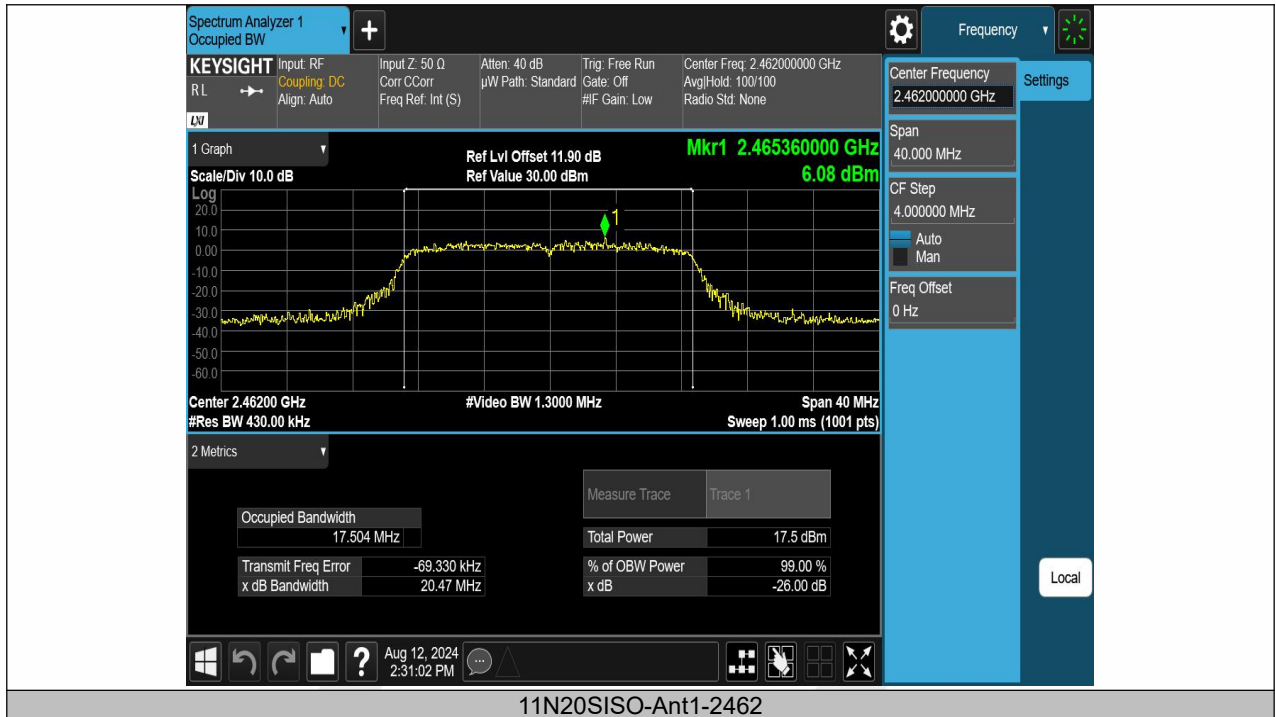 Spectrum Analyzer 1
Occupied BW
+
Frequency
KEYSIGHT Input: RF Input Z: 50 Ω Atten: 40 dB Trig: Free Run Center Freq: 2.462000000 GHz
RL Coupling: DC Corr CCorr µW Path: Standard Gate: Off Avg|Hold: 100/100
Align: Auto Freq Ref: Int (S) #IF Gain: Low Radio Std: None
LXI
Center Frequency
2.462000000 GHz
Settings
Span
40.000 MHz
CF Step
4.000000 MHz
Auto
Man
Freq Offset
0 Hz
Local
1 Graph
Ref Lvl Offset 11.90 dB Mkr1 2.465360000 GHz
Scale/Div 10.0 dB Ref Value 30.00 dBm 6.08 dBm
Log
20.0
10.0
0.00
-10.0
-20.0
-30.0
-40.0
-50.0
-60.0
1
Center 2.46200 GHz #Video BW 1.3000 MHz Span 40 MHz
#Res BW 430.00 kHz Sweep 1.00 ms (1001 pts)
2 Metrics
Measure Trace Trace 1
Occupied Bandwidth
17.504 MHz Total Power 17.5 dBm
Transmit Freq Error -69.330 kHz % of OBW Power 99.00 %
x dB Bandwidth 20.47 MHz x dB -26.00 dB
? Aug 12, 2024
2:31:02 PM
11N20SISO-Ant1-2462